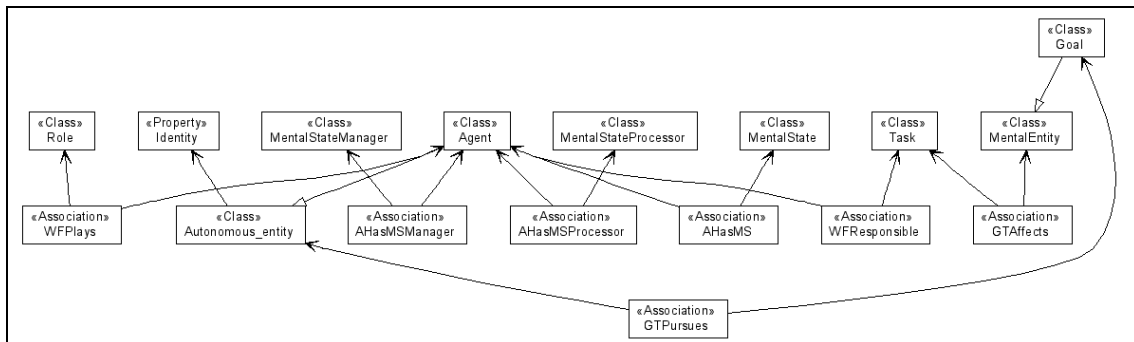 «Class»
Goal
«Class»
Role
«Property»
Identity
«Class»
MentalStateManager
«Class»
Agent
«Class»
MentalStateProcessor
«Class»
MentalState
«Class»
Task
«Class»
MentalEntity
«Association»
WFPlays
«Class»
Autonomous_entity
«Association»
AHasMSManager
«Association»
AHasMSProcessor
«Association»
AHasMS
«Association»
WFResponsible
«Association»
GTAffects
«Association»
GTPursues